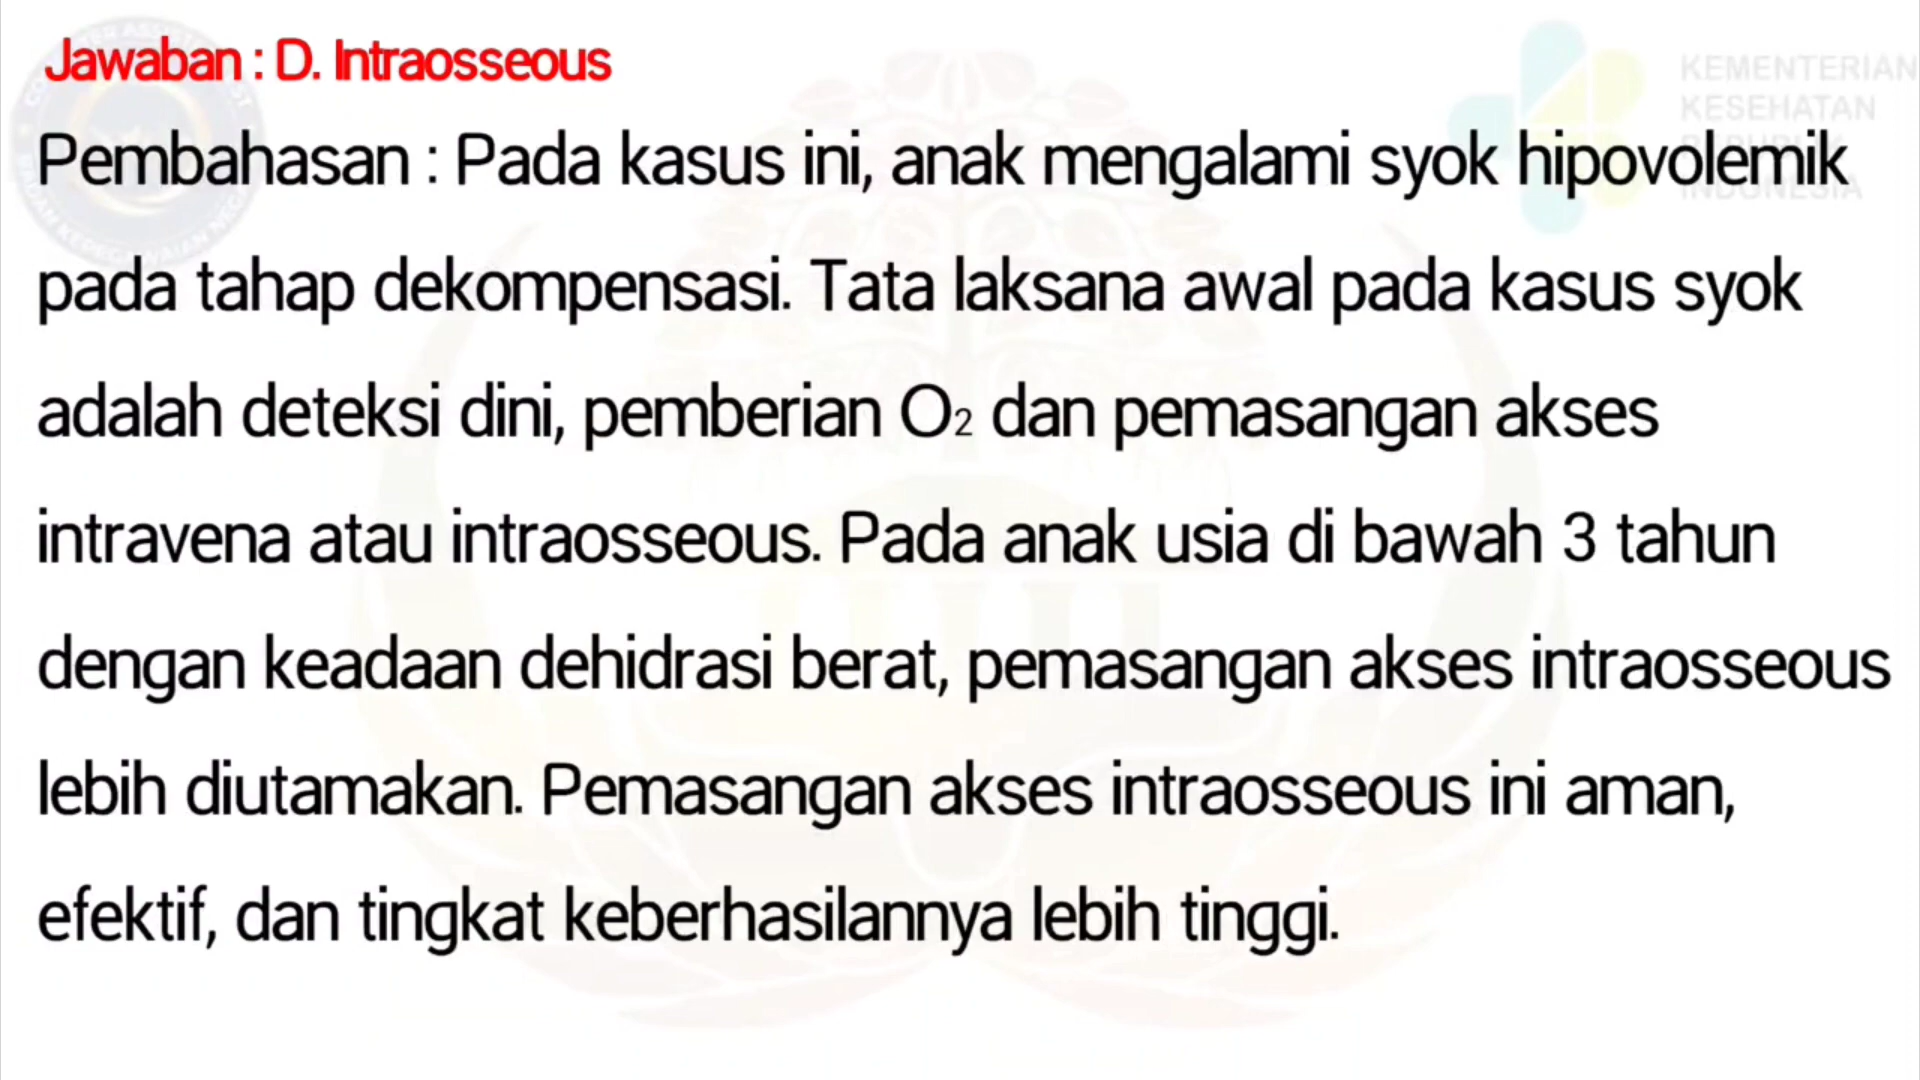 Jawaban : D. Intraosseous
Pembahasan : Pada kasus ini, anak mengalami syok hipovolemik
pada tahap dekompensasi. Tata laksana awal pada kasus syok
adalah deteksi dini, pemberian O₂ dan pemasangan akses
intravena atau intraosseous. Pada anak usia di bawah 3 tahun
dengan keadaan dehidrasi berat, pemasangan akses intraosseous
lebih diutamakan. Pemasangan akses intraosseous ini aman,
efektif, dan tingkat keberhasilannya lebih tinggi.
KEMENTERIAN
KESEHATAN
REPUBLIK
INDONESIA